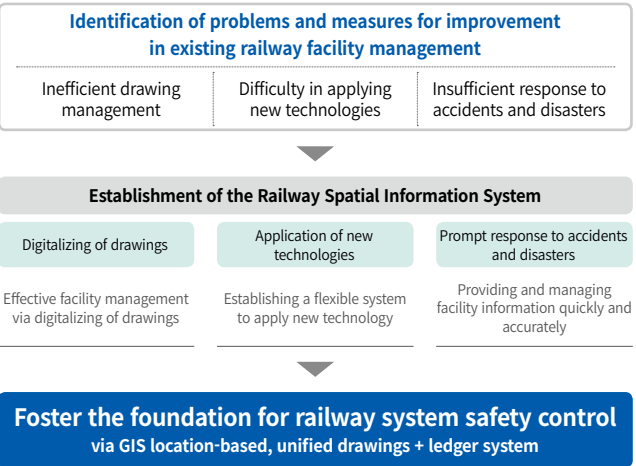 Identification of problems and measures for improvement
in existing railway facility management
Inefficient drawing
management
Difficulty in applying
new technologies
Insufficient response to
accidents and disasters
Establishment of the Railway Spatial Information System
Digitalizing of drawings
Application of new
technologies
Prompt response to accidents
and disasters
Effective facility management
via digitalizing of drawings
Establishing a flexible system
to apply new technology
Providing and managing
facility information quickly and
accurately
Foster the foundation for railway system safety control
via GIS location-based, unified drawings + ledger system